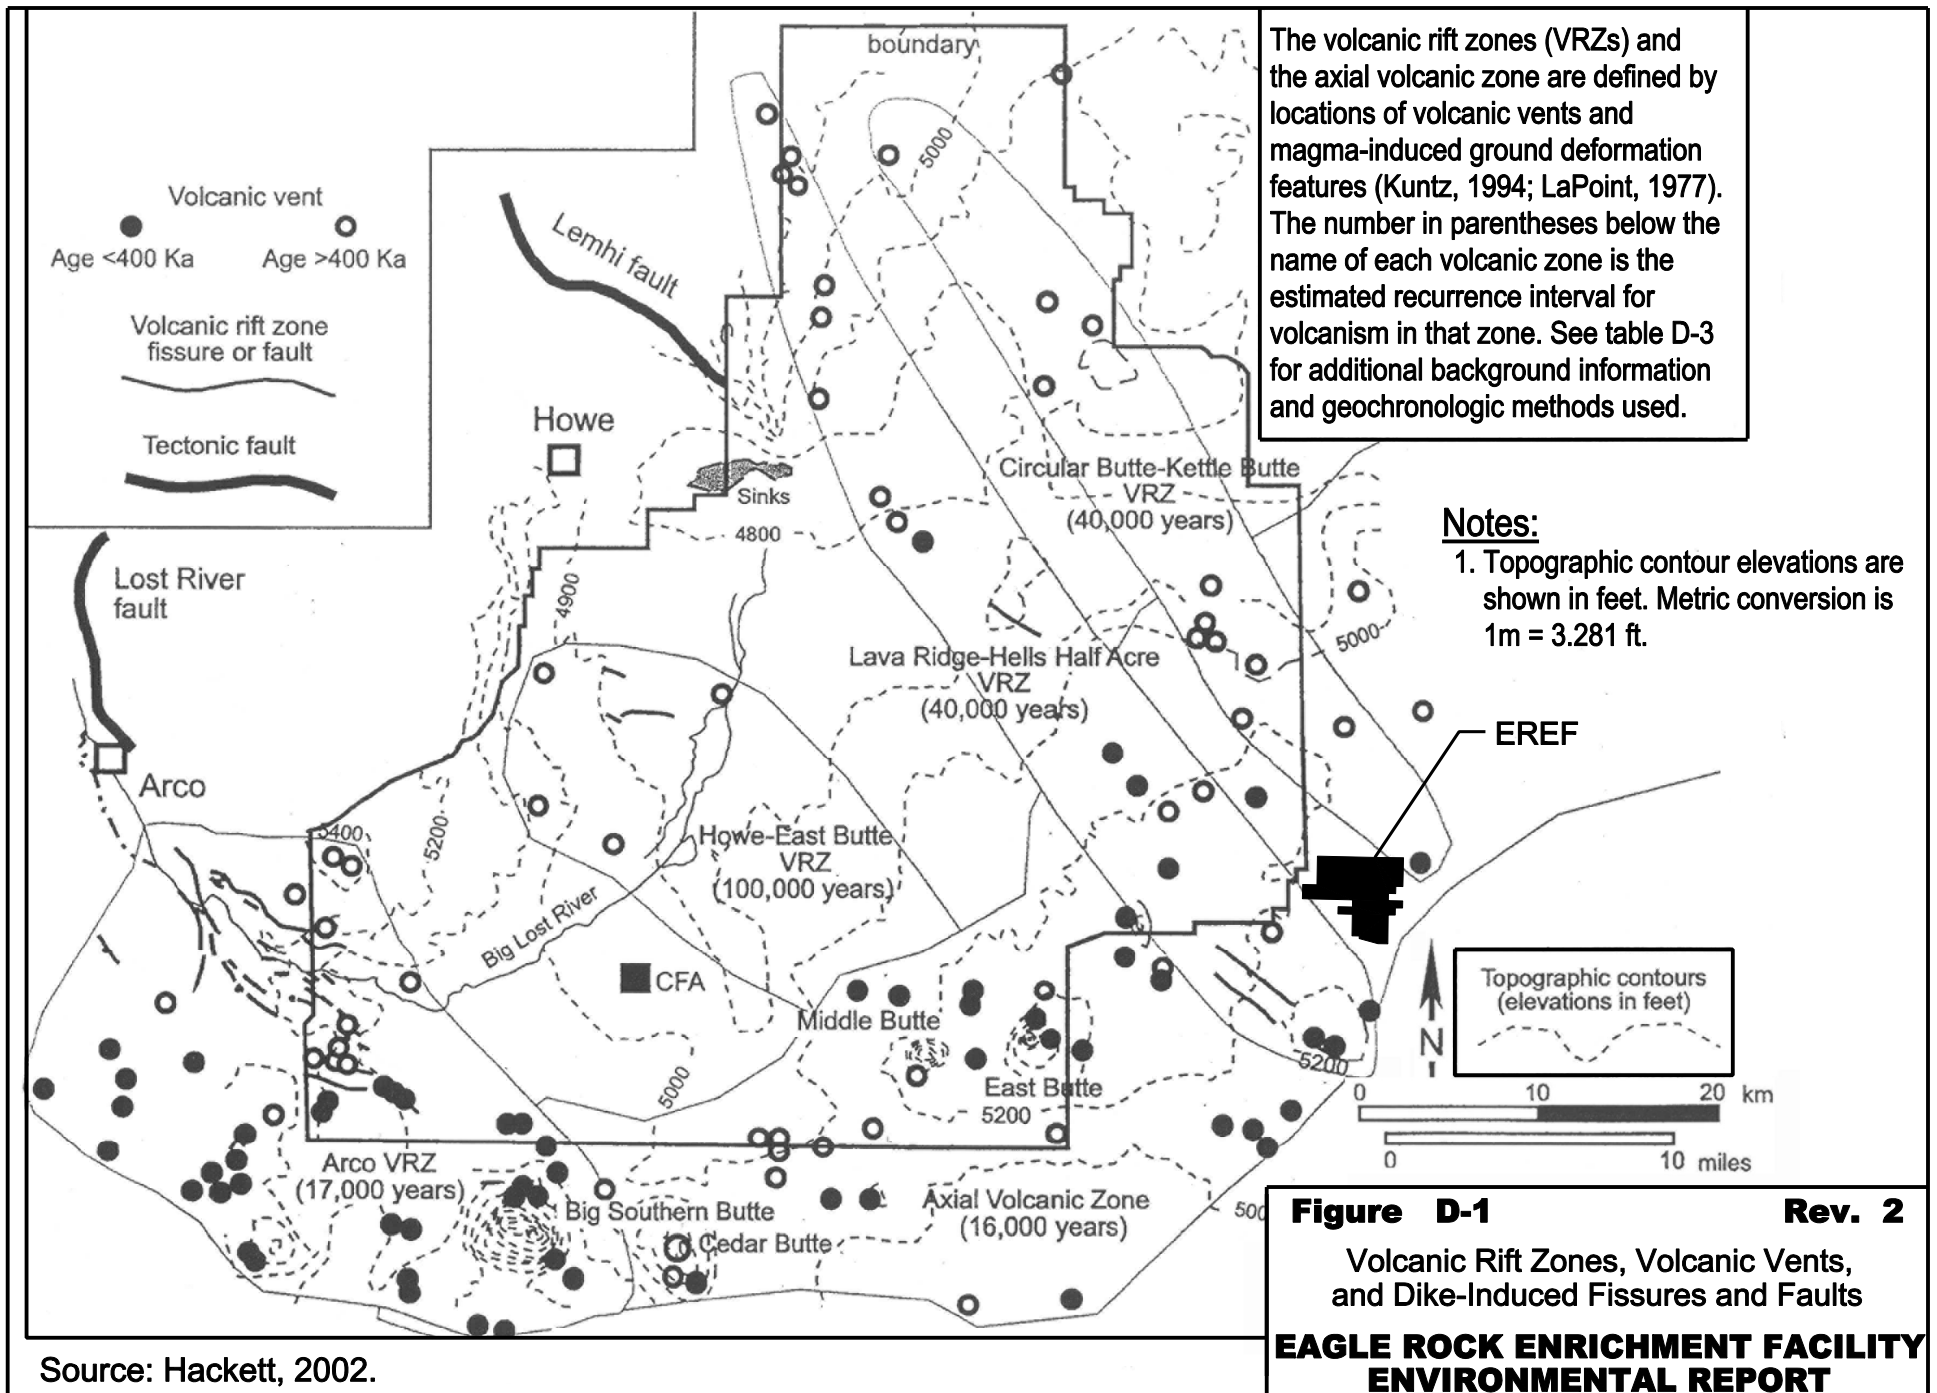 boundary
The volcanic rift zones (VRZs) and
the axial volcanic zone are defined by
locations of volcanic vents and
magma-induced ground deformation
features (Kuntz, 1994; LaPoint, 1977).
The number in parentheses below the
name of each volcanic zone is the
estimated recurrence interval for
volcanism in that zone. See table D-3
for additional background information
and geochronologic methods used.
5000
Volcanic vent
Age <400 Ka
Age >400 Ka
Volcanic rift zone
fissure or fault
Tectonic fault
Lemhi fault
Howe
Sinks
4800
4900
Circular Butte-Kettle Butte
VRZ
(40,000 years)
Notes:
1. Topographic contour elevations are
shown in feet. Metric conversion is
1m = 3.281 ft.
Lost River
fault
5000
Lava Ridge-Hells Half Acre
VRZ
(40,000 years)
EREF
Arco
5400
5200
Howe-East Butte
VRZ
(100,000 years)
Big Lost River
CFA
Middle Butte
East Butte
5200
5000
5200
N
Topographic contours
(elevations in feet)
0 10 20 km
0 10 miles
Arco VRZ
(17,000 years)
Big Southern Butte
Cedar Butte
Axial Volcanic Zone
(16,000 years)
500
Figure D-1 Rev. 2
Volcanic Rift Zones, Volcanic Vents,
and Dike-Induced Fissures and Faults
EAGLE ROCK ENRICHMENT FACILITY
ENVIRONMENTAL REPORT
Source: Hackett, 2002.